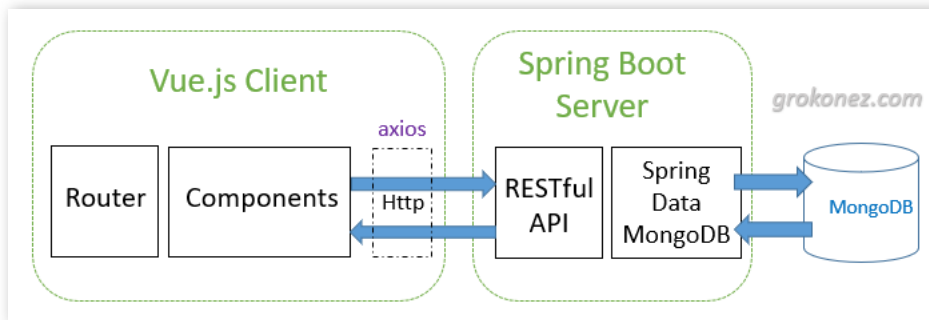 Vue.js Client
Spring Boot
Server
grokonez.com
axios
Router
Components
Http
RESTful
API
Spring
Data
MongoDB
MongoDB